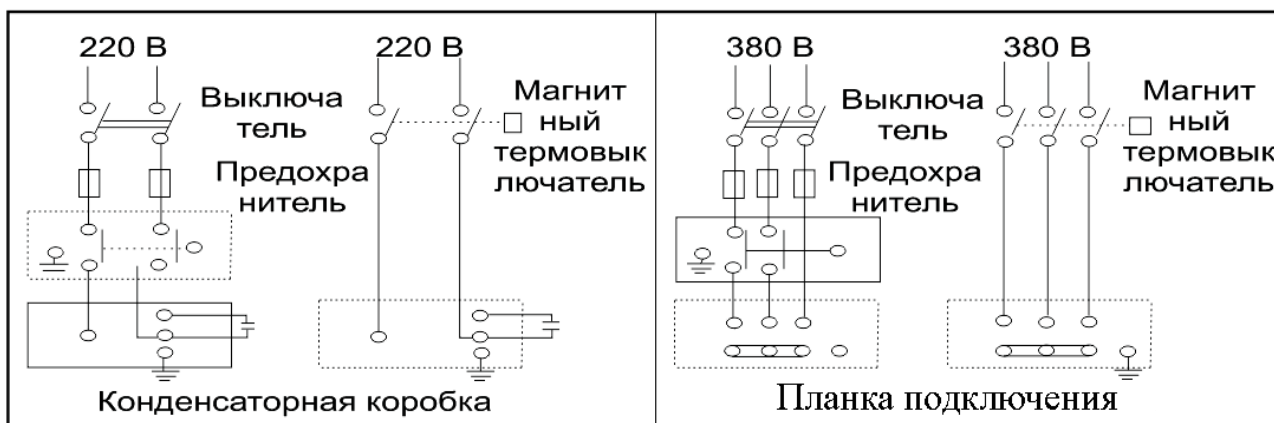 220 В
220 В
Выключа
тель
Магнит
ный
термовык
лючатель
Предохра
нитель
Конденсаторная коробка
380 В
380 В
Выключа
тель
Магнит
ный
термовык
лючатель
Предохра
нитель
Планка подключения